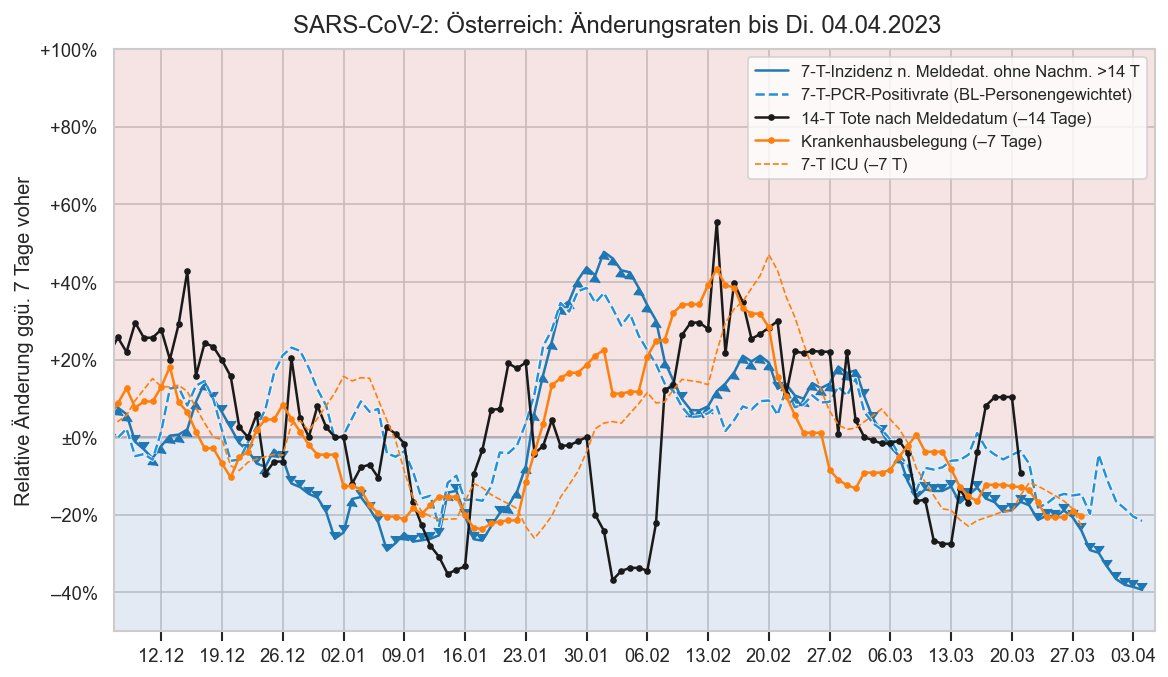 SARS-CoV-2: Österreich: Änderungsraten bis Di. 04.04.2023
Relative Änderung ggü. 7 Tage voher
+100%
+80%
+60%
+40%
+20%
±0%
–20%
–40%
7-T-Inzidenz n. Meldedat. ohne Nachm. >14 T
7-T-PCR-Positivrate (BL-Personengewichtet)
14-T Tote nach Meldedatum (–14 Tage)
Krankenhausbelegung (–7 Tage)
7-T ICU (–7 T)
12.12 19.12 26.12 02.01 09.01 16.01 23.01 30.01 06.02 13.02 20.02 27.02 06.03 13.03 20.03 27.03 03.04